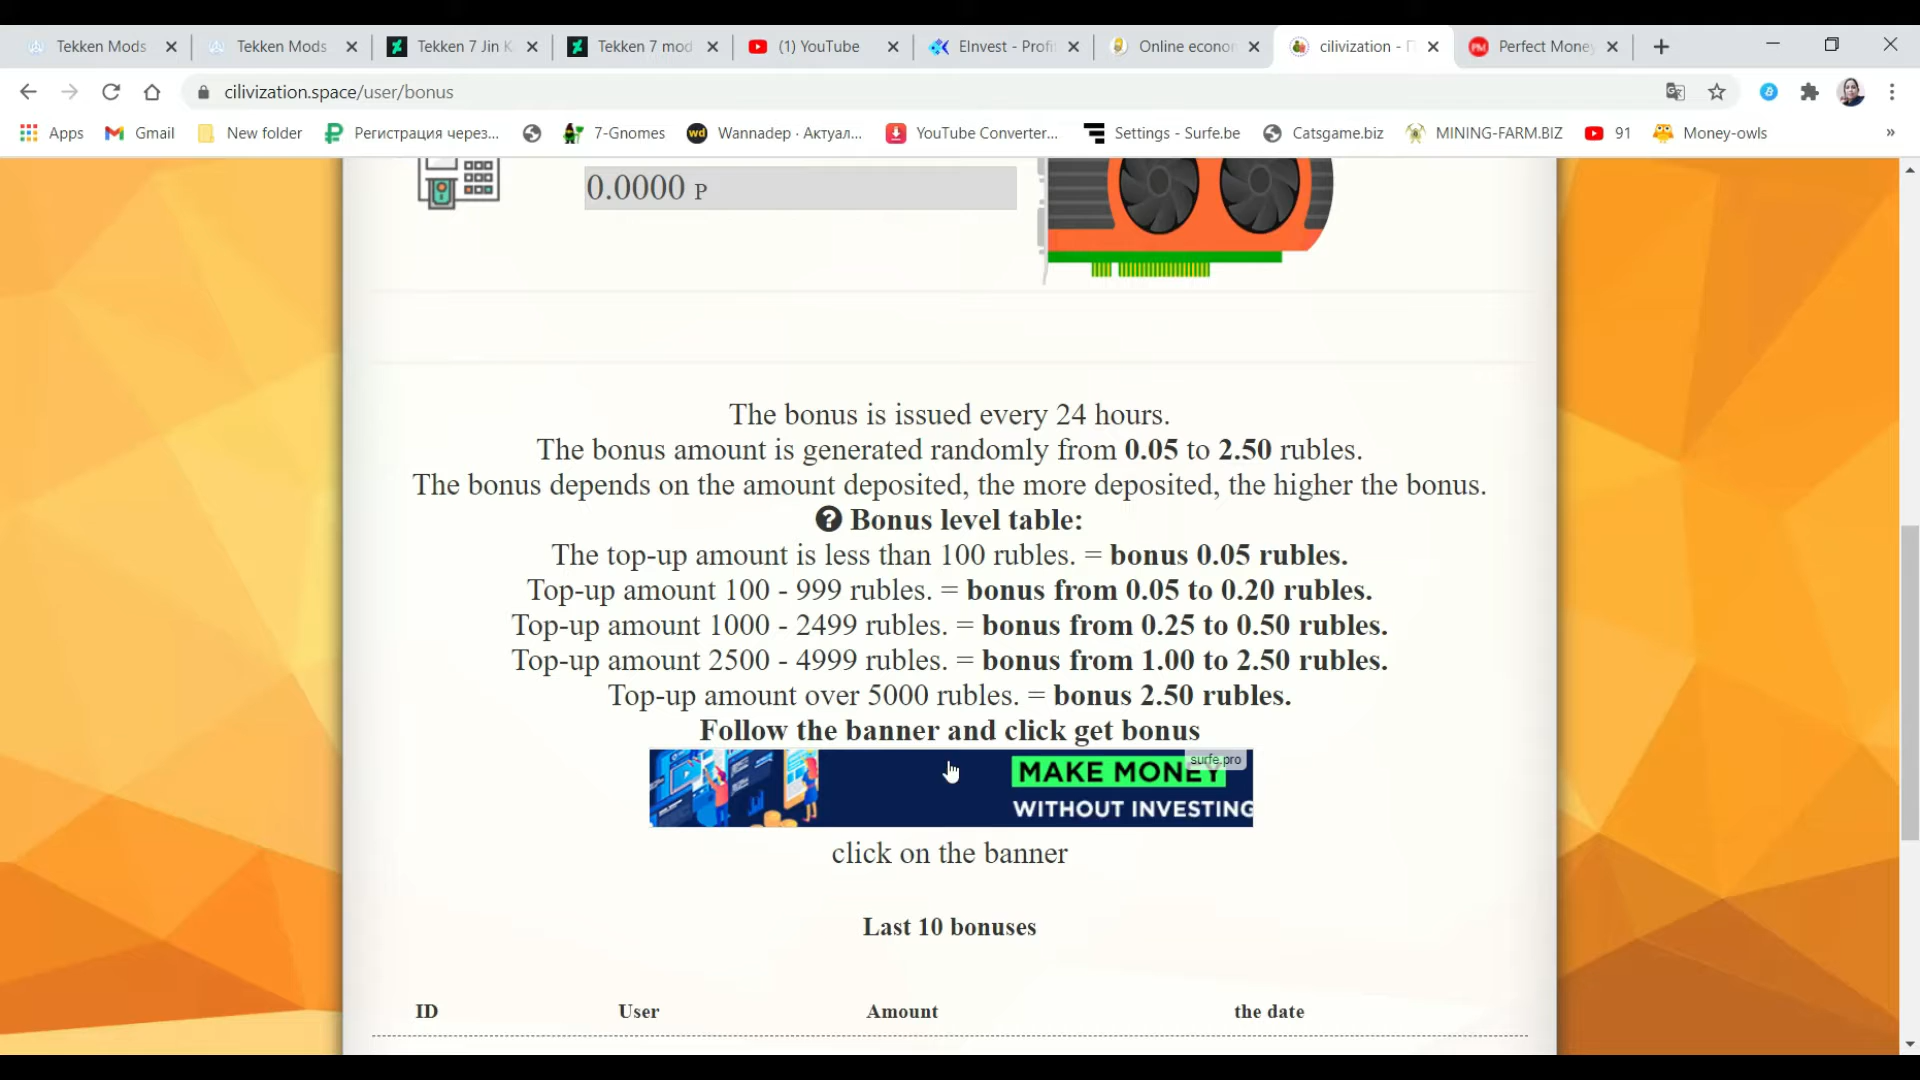 Tekken Mods
Tekken Mods
Tekken 7 Jin K
Tekken 7 mod
(1) YouTube
EInvest - Profi
Online econo
cilivization - П
Perfect Money
cilivization.space/user/bonus
Apps
Gmail
New folder
Регистрация через...
7-Gnomes
Wannadep · Актуал...
YouTube Converter...
Settings - Surfe.be
Catsgame.biz
MINING-FARM.BIZ
91
Money-owls
»
0.0000 P
The bonus is issued every 24 hours.
The bonus amount is generated randomly from 0.05 to 2.50 rubles.
The bonus depends on the amount deposited, the more deposited, the higher the bonus.
Bonus level table:
The top-up amount is less than 100 rubles. = bonus 0.05 rubles.
Top-up amount 100 - 999 rubles. = bonus from 0.05 to 0.20 rubles.
Top-up amount 1000 - 2499 rubles. = bonus from 0.25 to 0.50 rubles.
Top-up amount 2500 - 4999 rubles. = bonus from 1.00 to 2.50 rubles.
Top-up amount over 5000 rubles. = bonus 2.50 rubles.
Follow the banner and click get bonus
surfe.pro
MAKE MONEY
WITHOUT INVESTING
click on the banner
Last 10 bonuses
ID User Amount the date